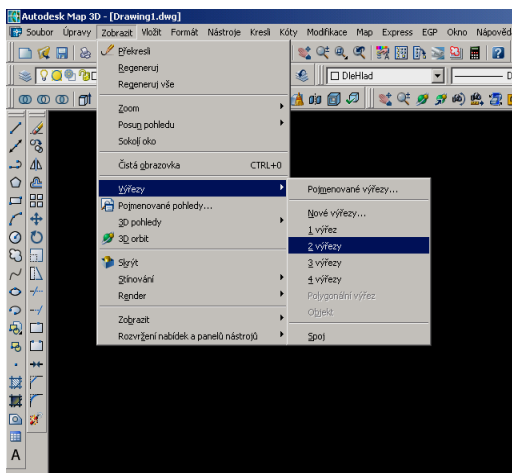 Autodesk Map 3D - [Drawing1.dwg]
Soubor Úpravy Zobrazit Vložit Formát Nástroje Kresli Kóty Modifikace Map Express EGP Okno Nápověd
Překresli
Regeneruj
Regeneruj vše
DleHlad
Zoom
Posun pohledu
Sokolí oko
Čistá obrazovka CTRL+0
Výřezy
Pojmenované výřezy...
Pojmenované pohledy...
Nové výřezy...
3D pohledy
1 výřez
3D orbit
2 výřezy
Skrýt
3 výřezy
Stínování
4 výřezy
Render
Polygonální výřez
Objekt
Zobrazit
Rozvržení nabídek a panelů nástrojů
Spoj
A